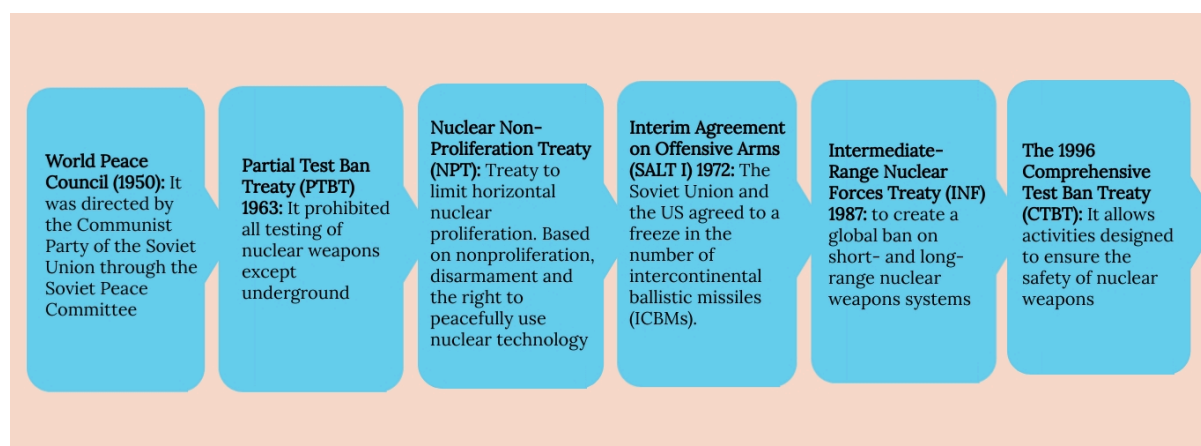 World Peace
Council (1950): It
was directed by
the Communist
Party of the Soviet
Union through the
Soviet Peace
Committee
Partial Test Ban
Treaty (PTBT)
1963: It prohibited
all testing of
nuclear weapons
except
underground
Nuclear Non-
Proliferation Treaty
(NPT): Treaty to
limit horizontal
nuclear
proliferation. Based
on nonproliferation,
disarmament and
the right to
peacefully use
nuclear technology
Interim Agreement
on Offensive Arms
(SALT I) 1972: The
Soviet Union and
the US agreed to a
freeze in the
number of
intercontinental
ballistic missiles
(ICBMs).
Intermediate-
Range Nuclear
Forces Treaty (INF)
1987: to create a
global ban on
short- and long-
range nuclear
weapons systems
The 1996
Comprehensive
Test Ban Treaty
(CTBT): It allows
activities designed
to ensure the
safety of nuclear
weapons